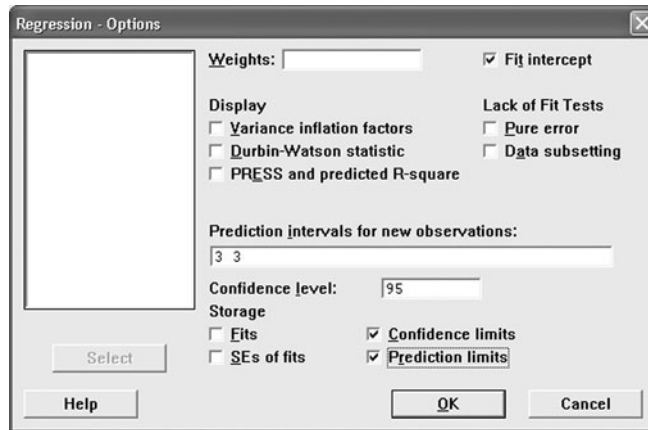 Regression - Options
Weights:
Fit intercept
Display
Lack of Fit Tests
Variance inflation factors
Pure error
Durbin-Watson statistic
Data subsetting
PRESS and predicted R-square
Prediction intervals for new observations:
3 3
Confidence level: 95
Storage
Fits
Confidence limits
Select
SEs of fits
Prediction limits
Help
OK
Cancel